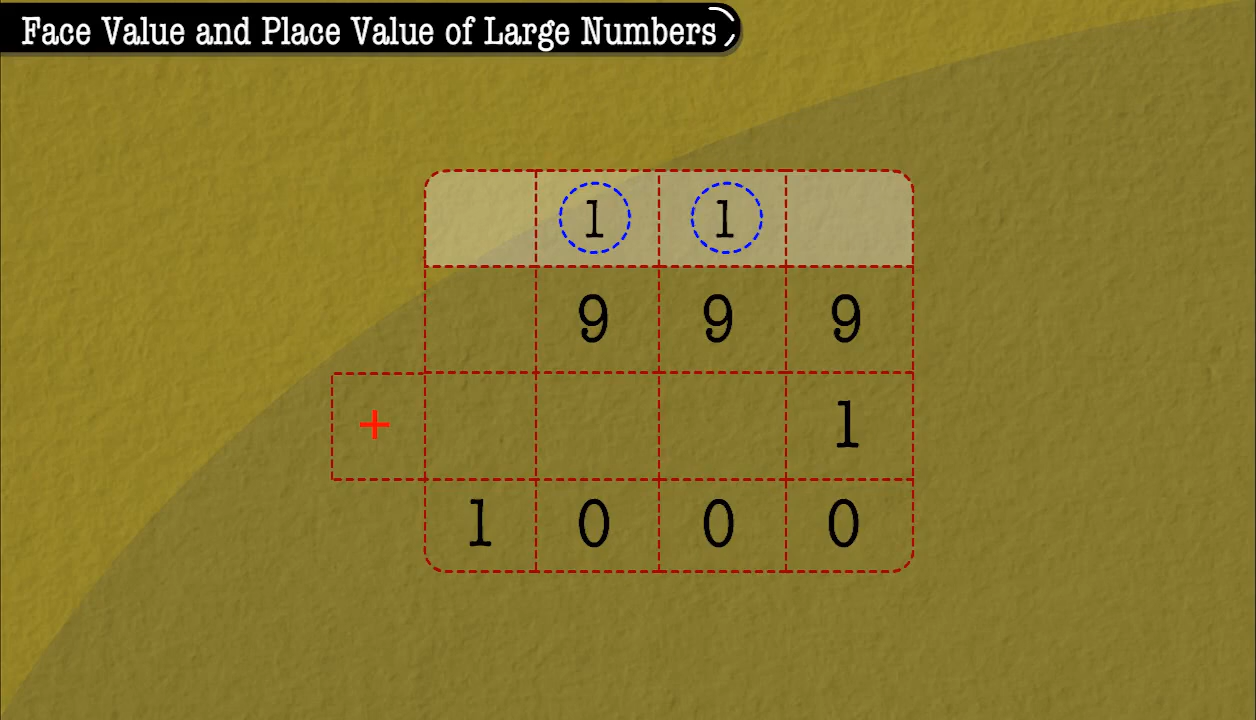 Face Value and Place Value of Large Numbers
1 1
9 9 9
+ 1
1 0 0 0